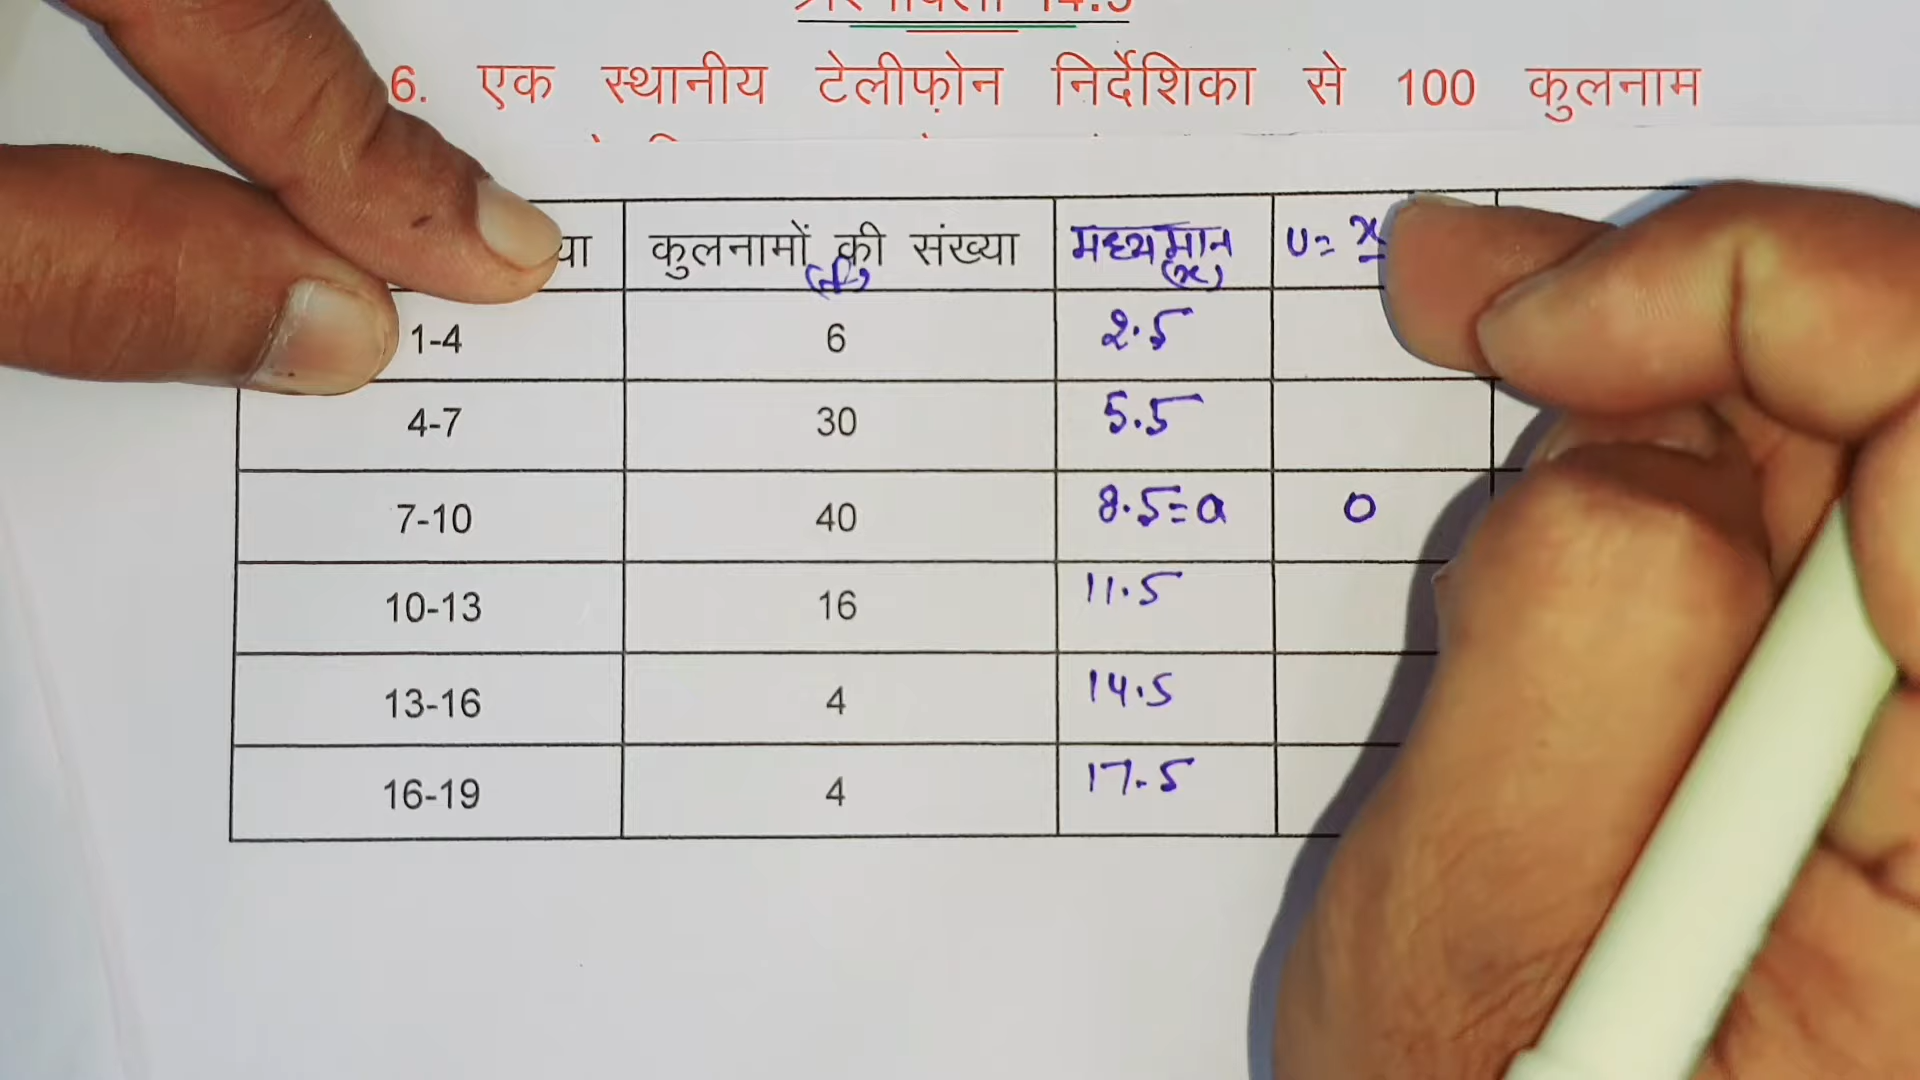 14.3
6. एक स्थानीय टेलीफ़ोन निर्देशिका से 100 कुलनाम
कुलनामों की संख्या (f) मध्यमान (x) U= x
1-4 6 2.5
4-7 30 5.5
7-10 40 8.5=a 0
10-13 16 11.5
13-16 4 14.5
16-19 4 17.5